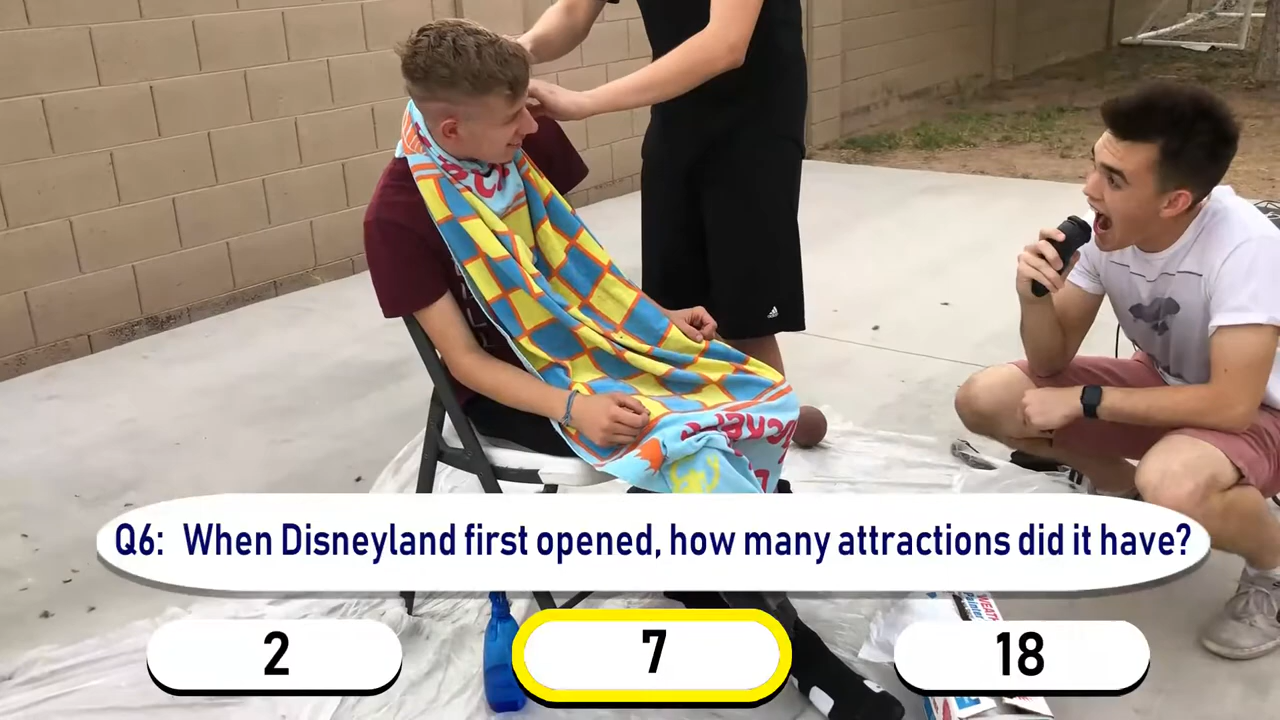 Q6: When Disneyland first opened, how many attractions did it have?
2
7
18